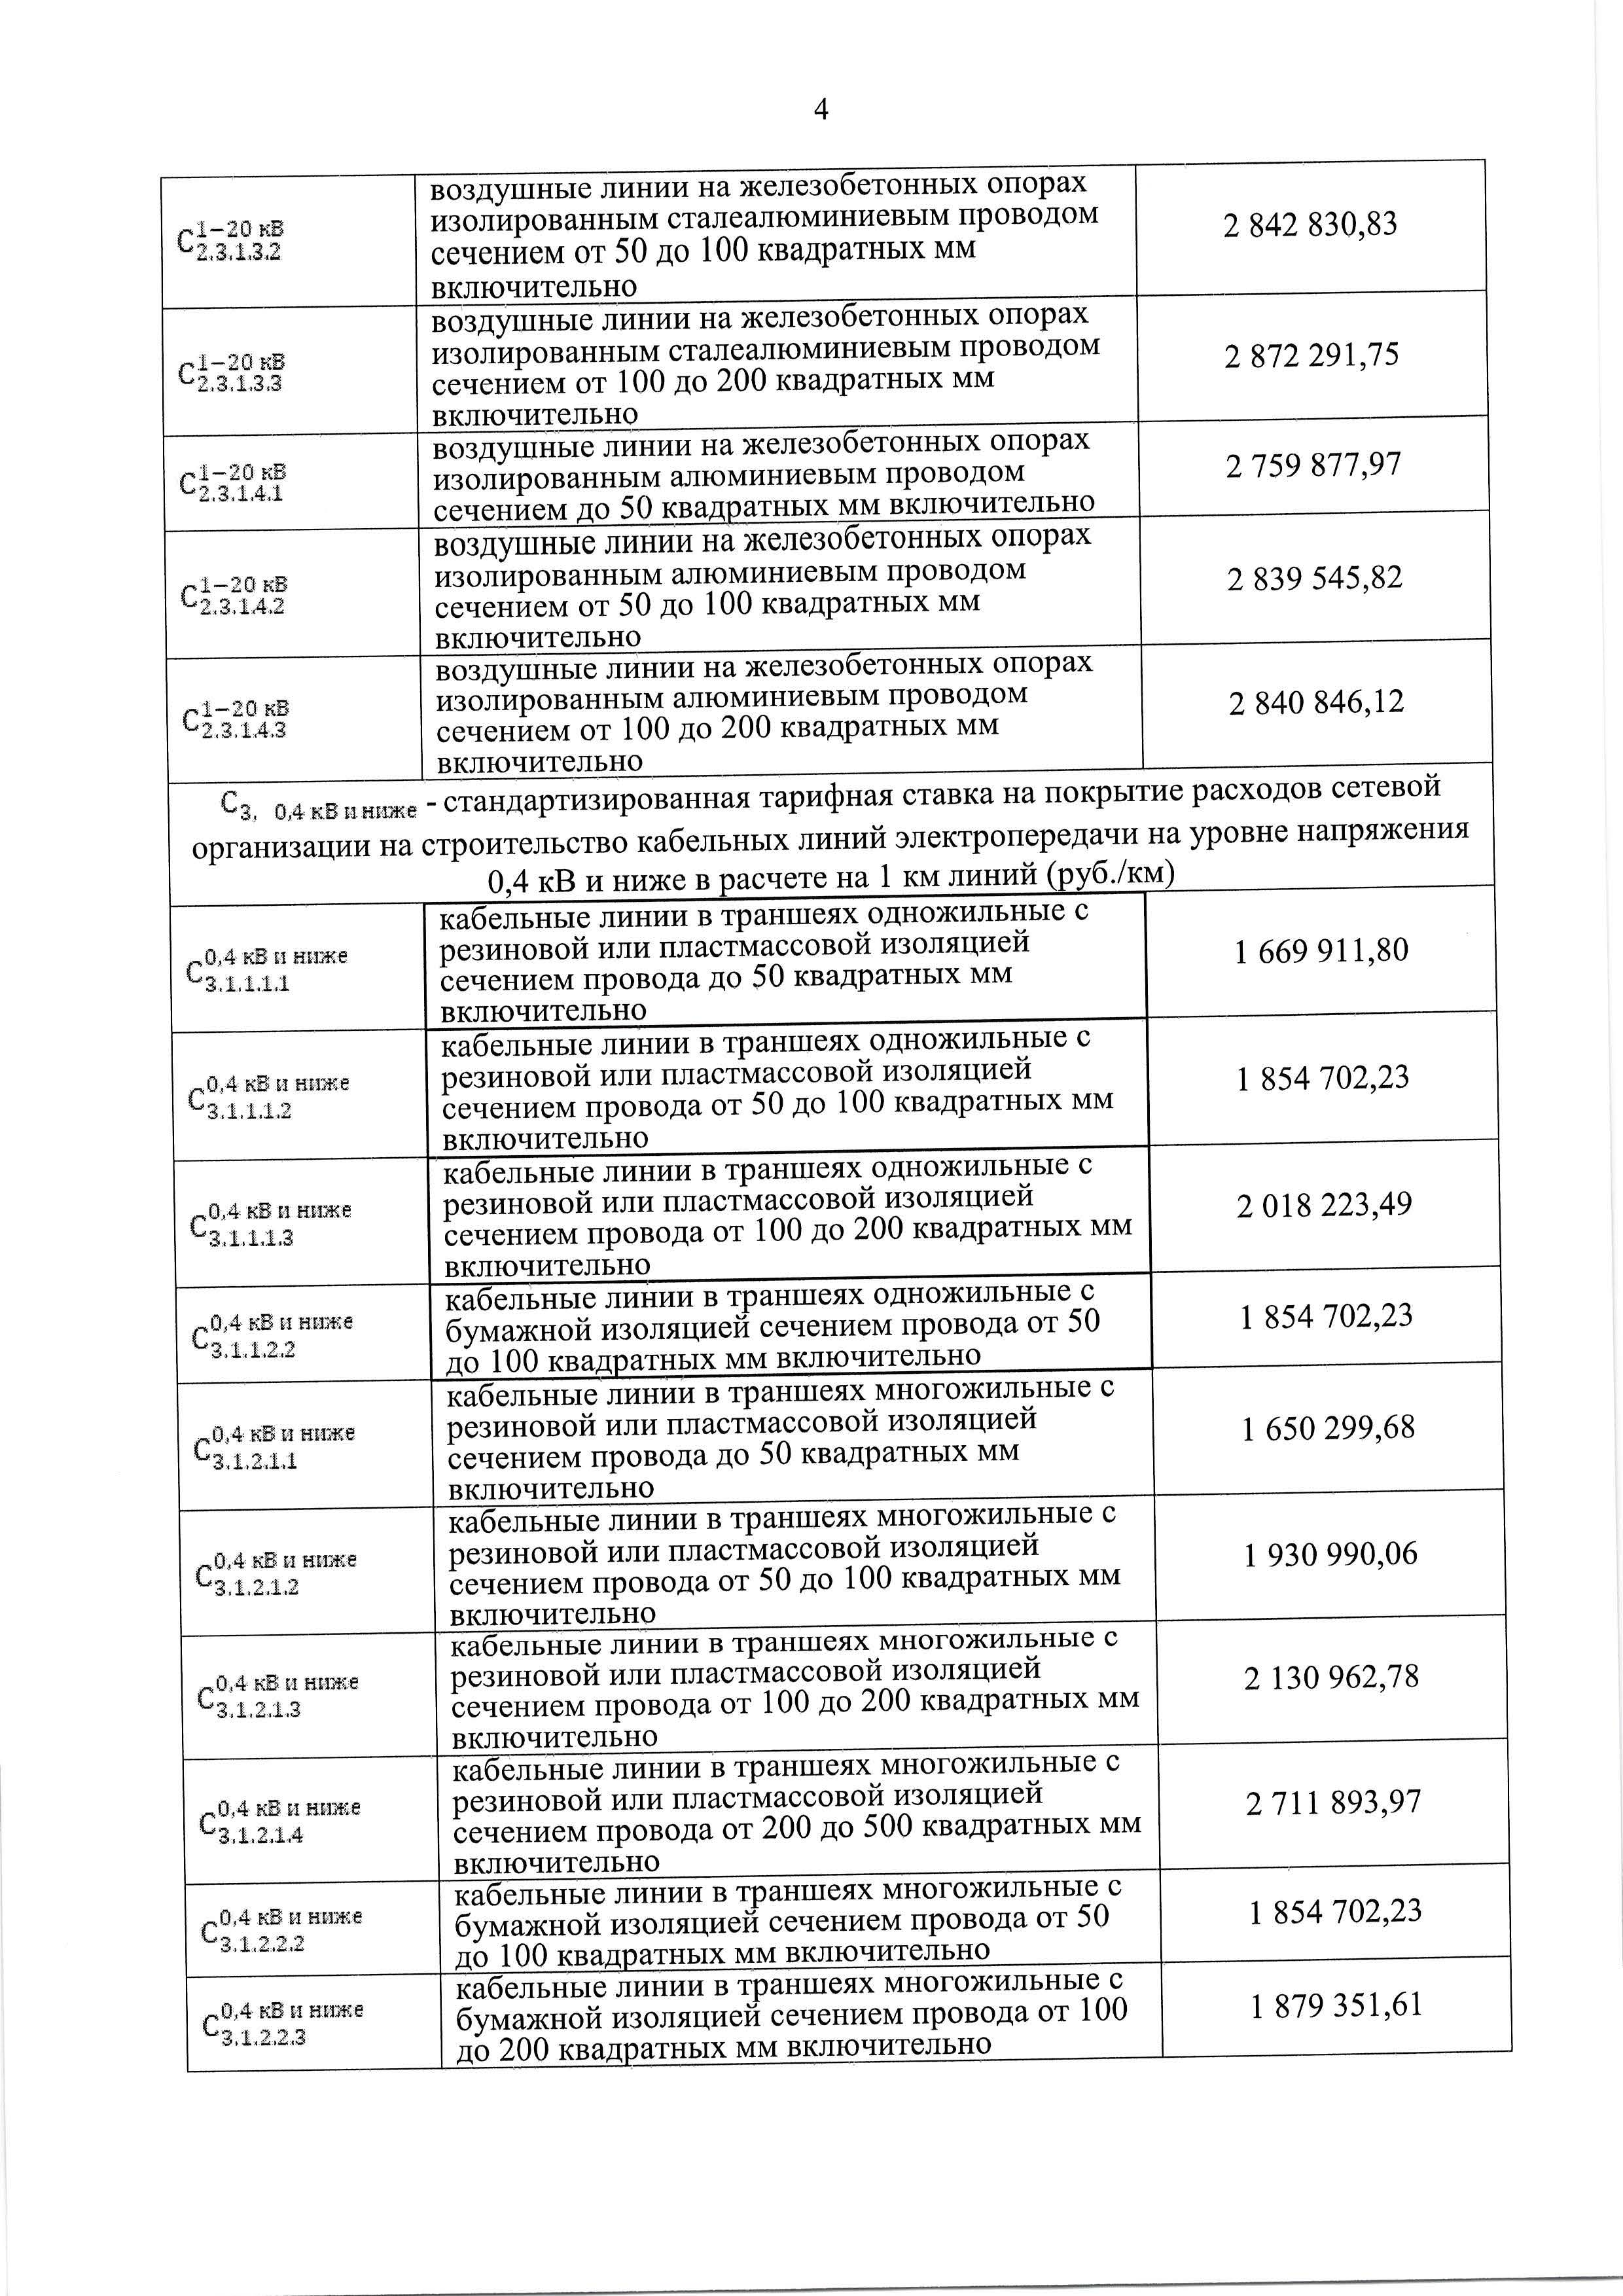 4
C 1–20 кВ 2.3.1.3.2
воздушные линии на железобетонных опорах
изолированным сталеалюминиевым проводом
сечением от 50 до 100 квадратных мм
включительно
2 842 830,83
C 1–20 кВ 2.3.1.3.3
воздушные линии на железобетонных опорах
изолированным сталеалюминиевым проводом
сечением от 100 до 200 квадратных мм
включительно
2 872 291,75
C 1–20 кВ 2.3.1.4.1
воздушные линии на железобетонных опорах
изолированным алюминиевым проводом
сечением до 50 квадратных мм включительно
2 759 877,97
C 1–20 кВ 2.3.1.4.2
воздушные линии на железобетонных опорах
изолированным алюминиевым проводом
сечением от 50 до 100 квадратных мм
включительно
2 839 545,82
C 1–20 кВ 2.3.1.4.3
воздушные линии на железобетонных опорах
изолированным алюминиевым проводом
сечением от 100 до 200 квадратных мм
включительно
2 840 846,12
C 3, 0,4 кВ и ниже - стандартизированная тарифная ставка на покрытие расходов сетевой
организации на строительство кабельных линий электропередачи на уровне напряжения
0,4 кВ и ниже в расчете на 1 км линий (руб./км)
C 0,4 кВ и ниже 3.1.1.1.1
кабельные линии в траншеях одножильные с
резиновой или пластмассовой изоляцией
сечением провода до 50 квадратных мм
включительно
1 669 911,80
C 0,4 кВ и ниже 3.1.1.1.2
кабельные линии в траншеях одножильные с
резиновой или пластмассовой изоляцией
сечением провода от 50 до 100 квадратных мм
включительно
1 854 702,23
C 0,4 кВ и ниже 3.1.1.1.3
кабельные линии в траншеях одножильные с
резиновой или пластмассовой изоляцией
сечением провода от 100 до 200 квадратных мм
включительно
2 018 223,49
C 0,4 кВ и ниже 3.1.1.2.2
кабельные линии в траншеях одножильные с
бумажной изоляцией сечением провода от 50
до 100 квадратных мм включительно
1 854 702,23
C 0,4 кВ и ниже 3.1.2.1.1
кабельные линии в траншеях многожильные с
резиновой или пластмассовой изоляцией
сечением провода до 50 квадратных мм
включительно
1 650 299,68
C 0,4 кВ и ниже 3.1.2.1.2
кабельные линии в траншеях многожильные с
резиновой или пластмассовой изоляцией
сечением провода от 50 до 100 квадратных мм
включительно
1 930 990,06
C 0,4 кВ и ниже 3.1.2.1.3
кабельные линии в траншеях многожильные с
резиновой или пластмассовой изоляцией
сечением провода от 100 до 200 квадратных мм
включительно
2 130 962,78
C 0,4 кВ и ниже 3.1.2.1.4
кабельные линии в траншеях многожильные с
резиновой или пластмассовой изоляцией
сечением провода от 200 до 500 квадратных мм
включительно
2 711 893,97
C 0,4 кВ и ниже 3.1.2.2.2
кабельные линии в траншеях многожильные с
бумажной изоляцией сечением провода от 50
до 100 квадратных мм включительно
1 854 702,23
C 0,4 кВ и ниже 3.1.2.2.3
кабельные линии в траншеях многожильные с
бумажной изоляцией сечением провода от 100
до 200 квадратных мм включительно
1 879 351,61